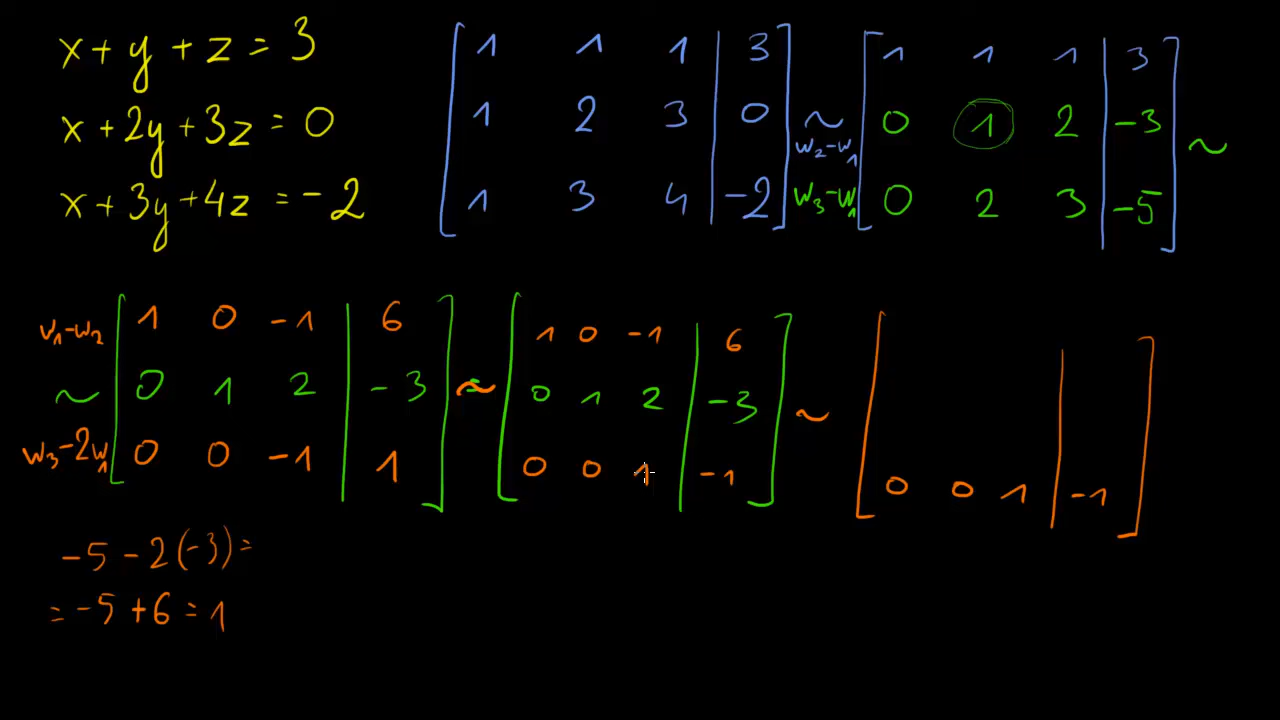 x + y + z = 3
x + 2y + 3z = 0
x + 3y + 4z = -2
[ 1 1 1 | 3 ]
[ 1 2 3 | 0 ] ~
w₂-w₁
[ 1 3 4 | -2 ] w₃-w₁
[ 1 1 1 | 3 ]
[ 0 1 2 | -3 ] ~
[ 0 2 3 | -5 ]
w₁-w₂ [ 1 0 -1 | 6 ]
~ [ 0 1 2 | -3 ] ~
w₃-2w₁ [ 0 0 -1 | 1 ]
[ 1 0 -1 | 6 ]
[ 0 1 2 | -3 ] ~
[ 0 0 1 | -1 ]
[ 0 0 1 | -1 ]
-5 - 2(-3) =
= -5 + 6 = 1